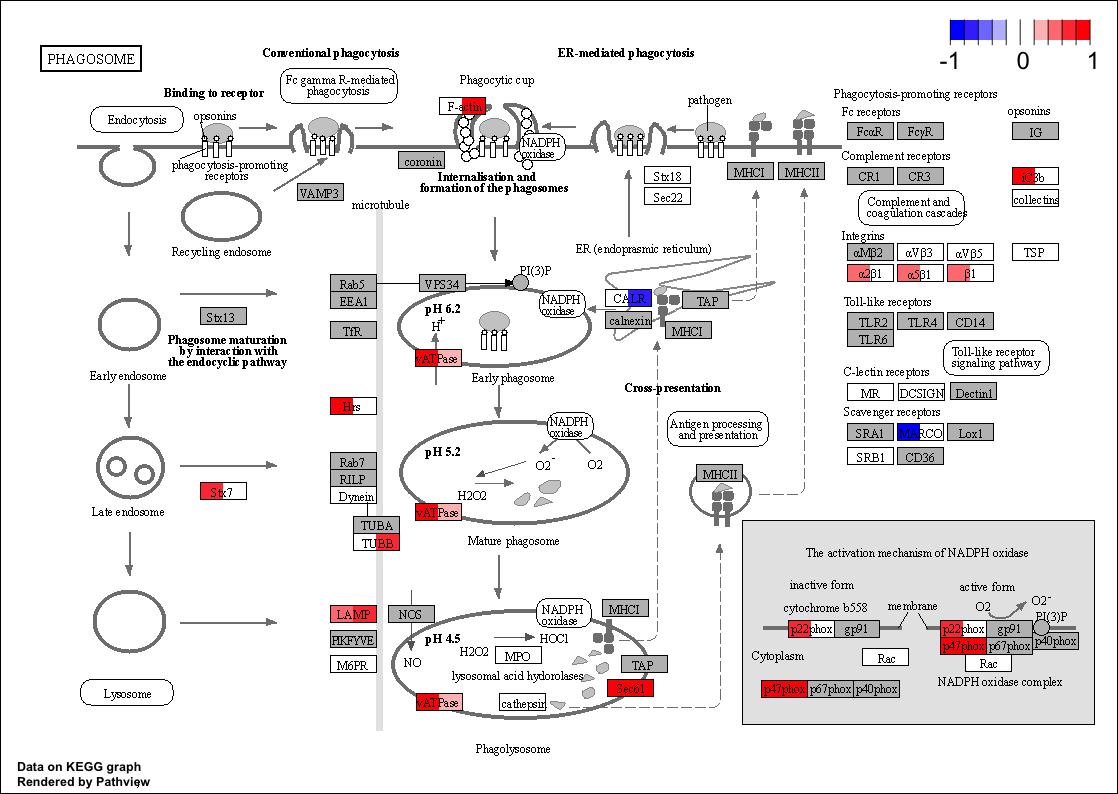 PHAGOSOME
Conventional phagocytosis
ER-mediated phagocytosis
-1
0
1
Binding to receptor
Fc gamma R-mediated
phagocytosis
Phagocytic cup
F-actin
pathogen
Endocytosis
opsonins
NADPH
oxidase
coronin
phagocytosis-promoting
receptors
Internalisation and
formation of the phagosomes
VAMP3
microtubule
Stx18
Sec22
MHCI
MHCII
Recycling endosome
ER (endoprasmic reticulum)
Phagocytosis-promoting receptors
Fc receptors
opsonins
FcαR
FcγR
IG
Complement receptors
CR1
CR3
iC3b
collectins
Complement and
coagulation cascades
Integrins
αMβ2
αVβ3
αVβ5
TSP
α2β1
α5β1
β1
Toll-like receptors
TLR2
TLR4
CD14
TLR6
Toll-like receptor
signaling pathway
C-lectin receptors
MR
DCSIGN
Dectin1
Scavenger receptors
SRA1
MARCO
Lox1
SRB1
CD36
Rab5
EEA1
VPS34
PI(3)P
TfR
pH 6.2
H+
NADPH
oxidase
vATPase
CALR
calnexin
TAP
MHCI
Stx13
Phagosome maturation
by interaction with
the endocyclic pathway
Early endosome
Early phagosome
Cross-presentation
Hrs
Antigen processing
and presentation
NADPH
oxidase
pH 5.2
O2-
O2
H2O2
vATPase
Rab7
RILP
Dynein
TUBA
TUBB
Stx7
Late endosome
Mature phagosome
MHCII
LAMP
PIKFYVE
M6PR
NOS
NO
NADPH
oxidase
MHCI
pH 4.5
HOCl
H2O2
MPO
lysosomal acid hydorolases
TAP
Sec61
vATPase
cathepsin
Lysosome
Phagolysosome
The activation mechanism of NADPH oxidase
inactive form
active form
cytochrome b558
membrane
O2
O2-
PI(3)P
p22phox
gp91
p22phox
gp91
p47phox
p67phox
p40phox
Cytoplasm
Rac
Rac
p47phox
p67phox
p40phox
NADPH oxidase complex
Data on KEGG graph
Rendered by Pathview